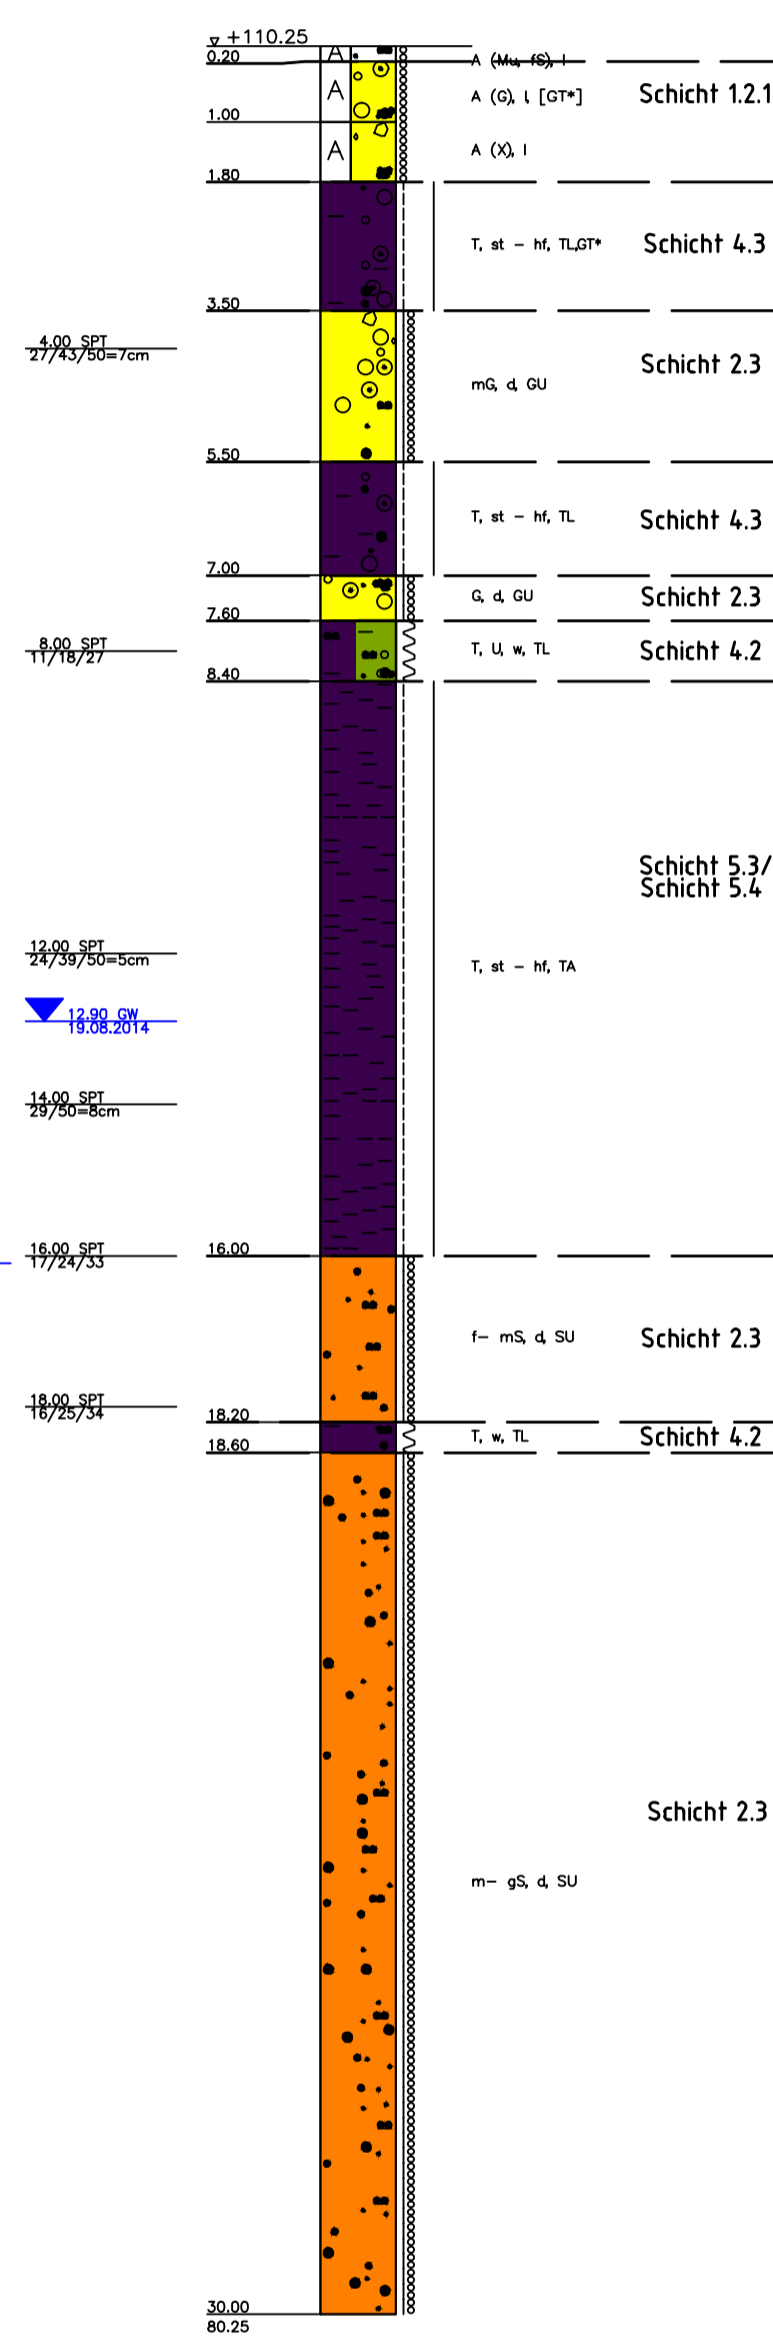 +110.25
0.20
A
A (Mu, fS), l
A
A (G), l, [GT*]
Schicht 1.2.1
1.00
A
A (X), l
1.80
T, st - hf, TL,GT*
Schicht 4.3
3.50
4.00 SPT
27/43/50=7cm
mG, d, GU
Schicht 2.3
5.50
T, st - hf, TL
Schicht 4.3
7.00
G, d, GU
Schicht 2.3
7.60
8.00 SPT
11/18/27
T, U, w, TL
Schicht 4.2
8.40
Schicht 5.3/
Schicht 5.4
12.00 SPT
24/39/50=5cm
T, st - hf, TA
12.90 GW
19.08.2014
14.00 SPT
29/50=8cm
16.00 SPT
17/24/33
16.00
f- mS, d, SU
Schicht 2.3
18.00 SPT
16/25/34
18.20
T, w, TL
Schicht 4.2
18.60
Schicht 2.3
m- gS, d, SU
30.00
80.25